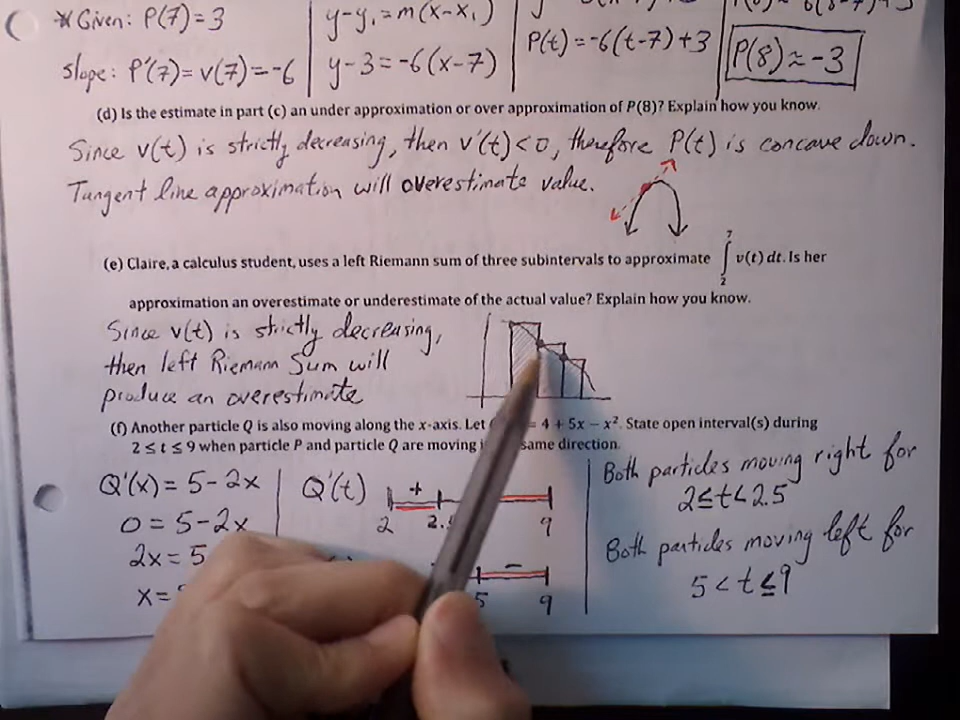 * Given: P(7) = 3
slope: P'(7) = v(7) = -6
y-y₁ = m(x-x₁)
y-3 = -6(x-7)
P(t) = -6(t-7)+3
P(8) ≈ -3
(d) Is the estimate in part (c) an under approximation or over approximation of P(8)? Explain how you know.
Since v(t) is strictly decreasing, then v'(t) < 0, therefore P(t) is concave down.
Tangent line approximation will overestimate value.
(e) Claire, a calculus student, uses a left Riemann sum of three subintervals to approximate ∫₂⁷ v(t) dt. Is her
approximation an overestimate or underestimate of the actual value? Explain how you know.
Since v(t) is strictly decreasing,
then left Riemann Sum will
produce an overestimate
(f) Another particle Q is also moving along the x-axis. Let = 4 + 5x − x². State open interval(s) during
2 ≤ t ≤ 9 when particle P and particle Q are moving same direction.
Q'(x) = 5-2x
0 = 5-2x
2x = 5
x =
Q'(t)
+
2 2. 9
−
5 9
Both particles moving right for
2≤t<2.5
Both particles moving left for
5<t≤9